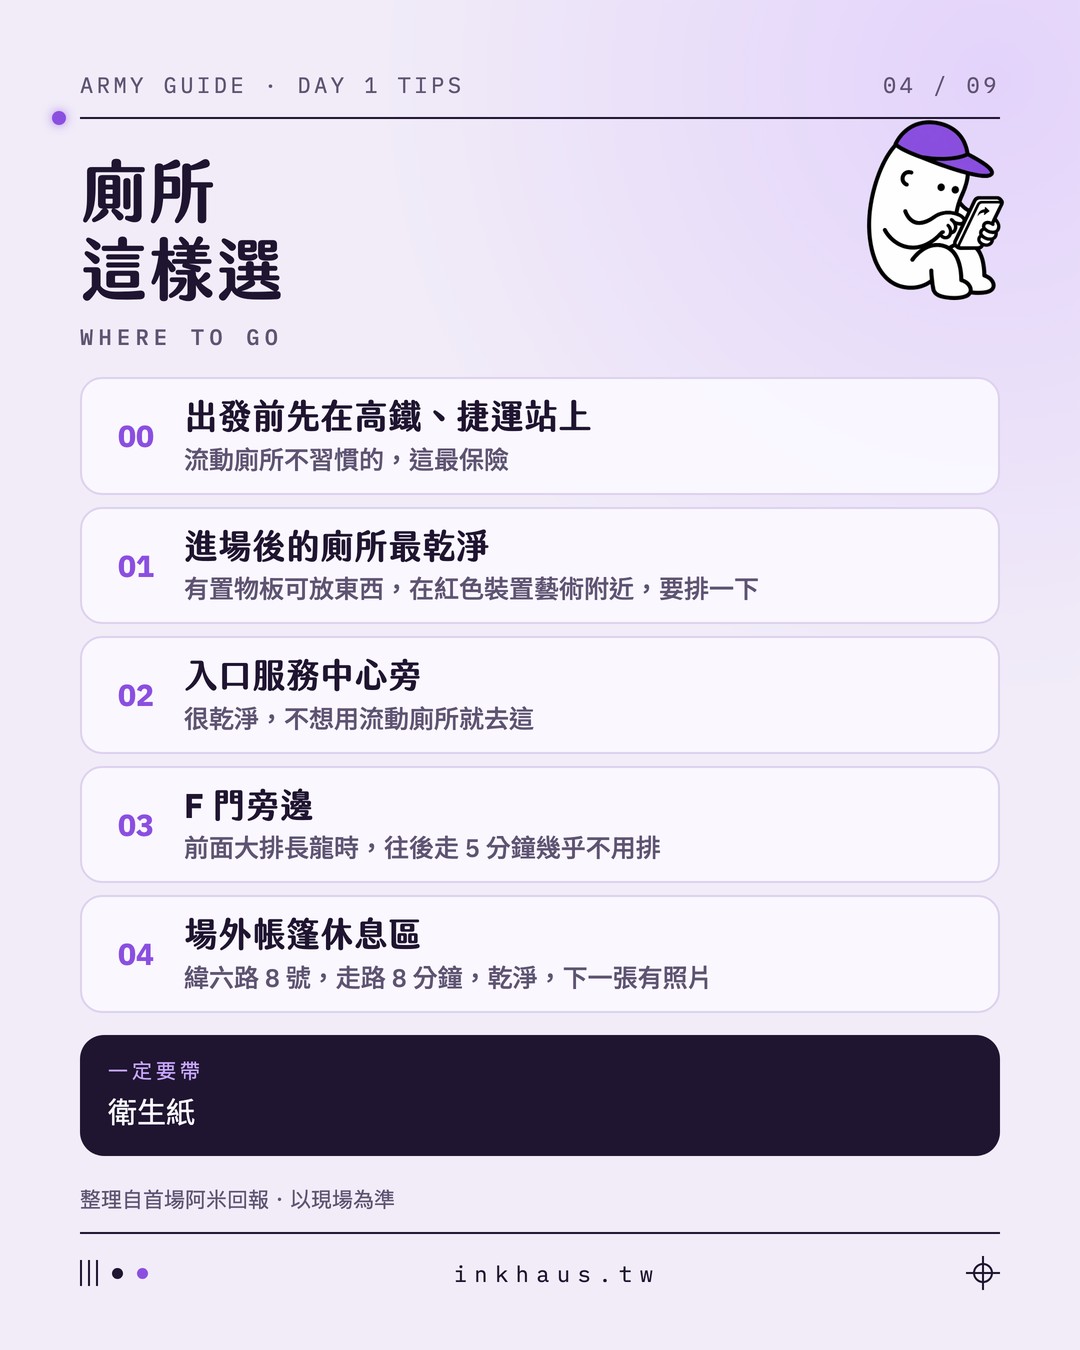 ARMY GUIDE · DAY 1 TIPS
04 / 09
廁所
這樣選
WHERE TO GO
00
出發前先在高鐵、捷運站上
流動廁所不習慣的，這最保險
01
進場後的廁所最乾淨
有置物板可放東西，在紅色裝置藝術附近，要排一下
02
入口服務中心旁
很乾淨，不想用流動廁所就去這
03
F 門旁邊
前面大排長龍時，往後走 5 分鐘幾乎不用排
04
場外帳篷休息區
緯六路 8 號，走路 8 分鐘，乾淨，下一張有照片
一定要帶
衛生紙
整理自首場阿米回報 · 以現場為準
inkhaus.tw